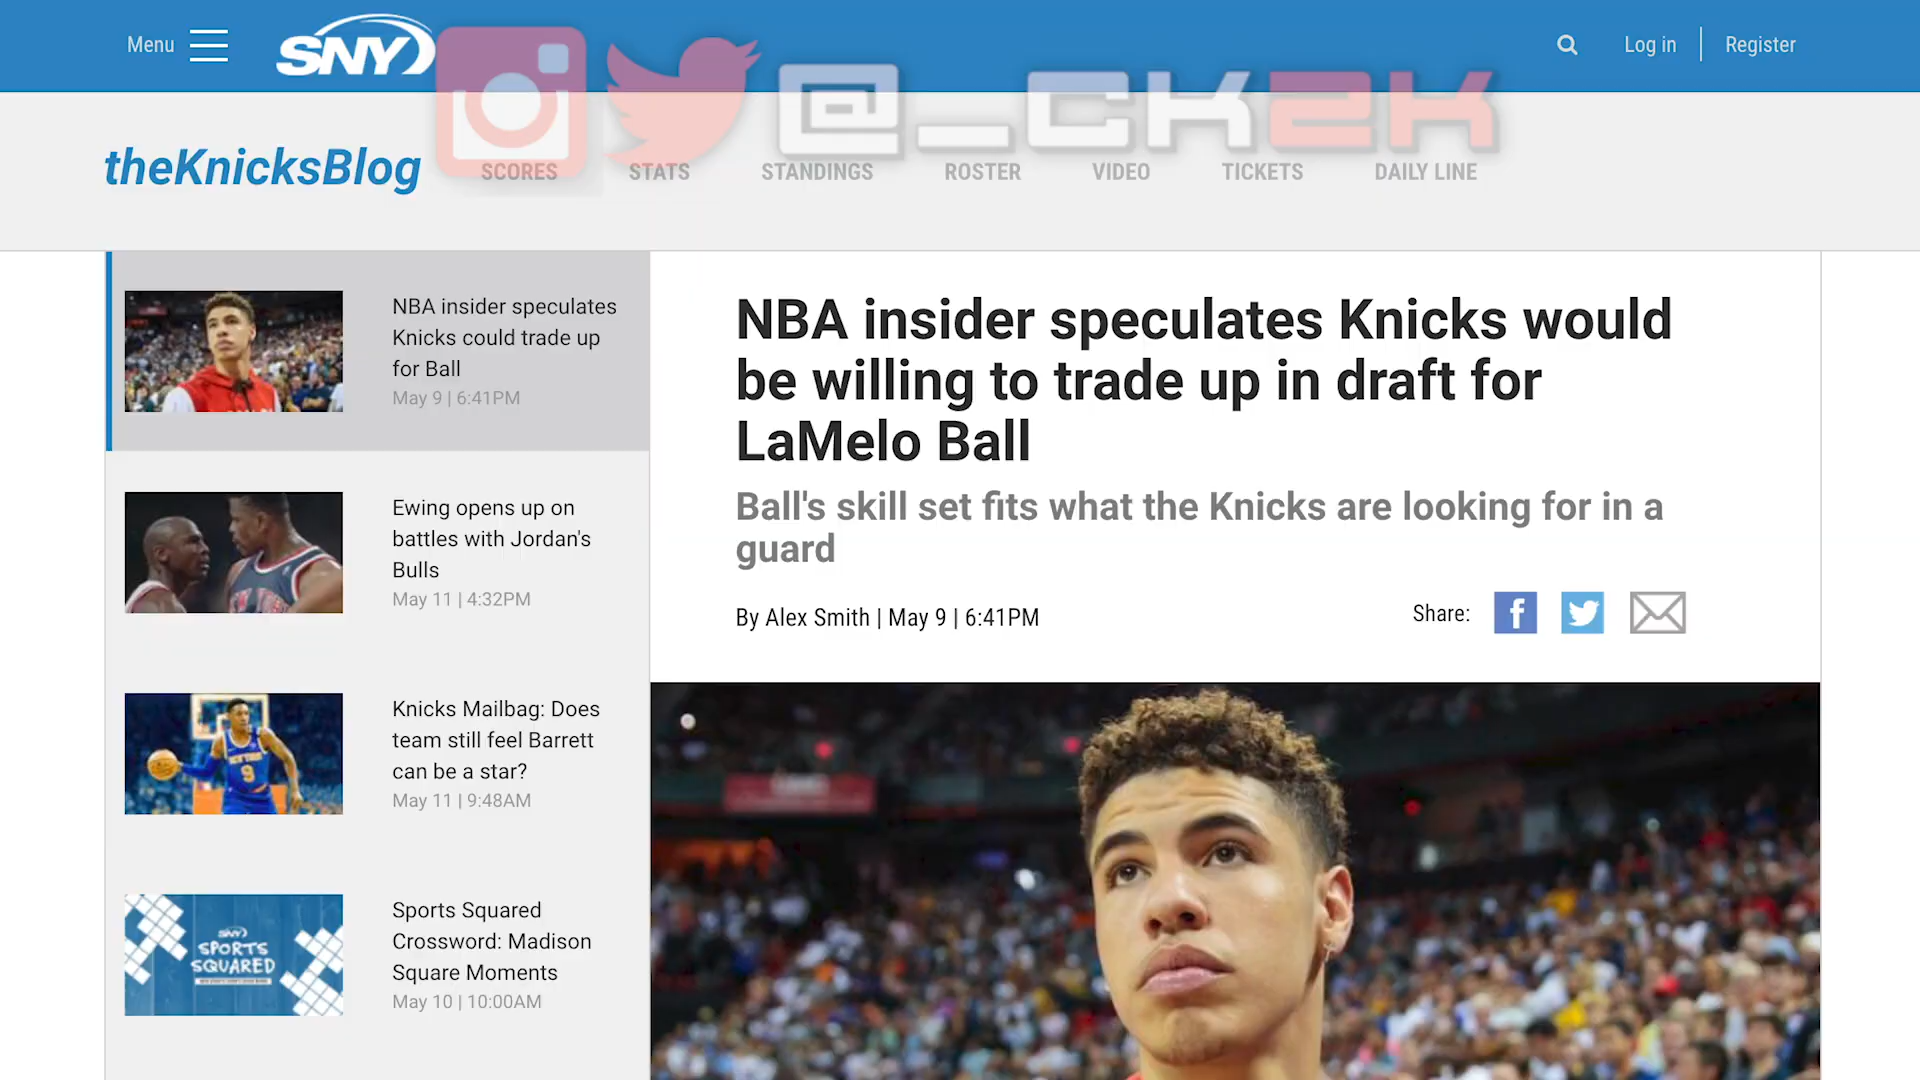 Menu
SNY
Log in
Register
@_CK2K
theKnicksBlog
SCORES
STATS
STANDINGS
ROSTER
VIDEO
TICKETS
DAILY LINE
NBA insider speculates
Knicks could trade up
for Ball
May 9 | 6:41PM
Ewing opens up on
battles with Jordan's
Bulls
May 11 | 4:32PM
Knicks Mailbag: Does
team still feel Barrett
can be a star?
May 11 | 9:48AM
NEW YORK
9
SNY
SPORTS
SQUARED
Sports Squared
Crossword: Madison
Square Moments
May 10 | 10:00AM
NBA insider speculates Knicks would
be willing to trade up in draft for
LaMelo Ball
Ball's skill set fits what the Knicks are looking for in a
guard
By Alex Smith | May 9 | 6:41PM
Share: